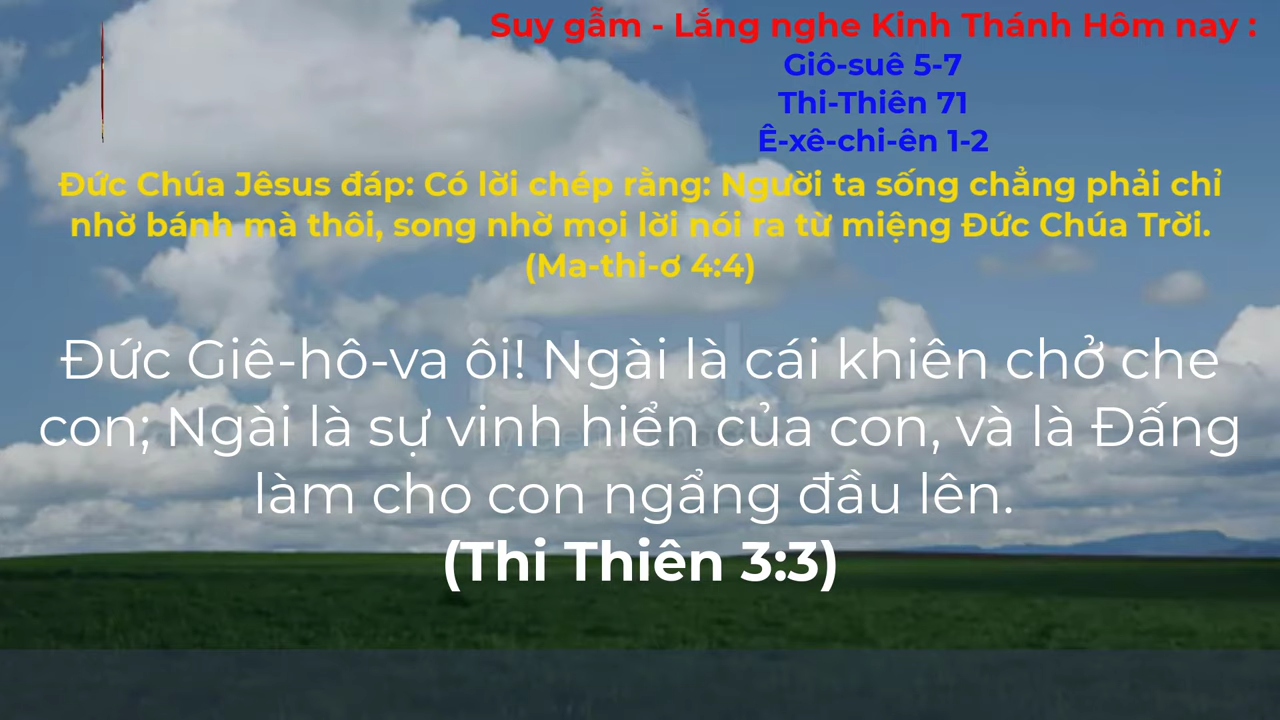 Suy gẫm - Lắng nghe Kinh Thánh Hôm nay :
Giô-suê 5-7
Thi-Thiên 71
Ê-xê-chi-ên 1-2
Đức Chúa Jêsus đáp: Có lời chép rằng: Người ta sống chẳng phải chỉ
nhờ bánh mà thôi, song nhờ mọi lời nói ra từ miệng Đức Chúa Trời.
(Ma-thi-ơ 4:4)
Đức Giê-hô-va ôi! Ngài là cái khiên chở che
con; Ngài là sự vinh hiển của con, và là Đấng
làm cho con ngẩng đầu lên.
(Thi Thiên 3:3)